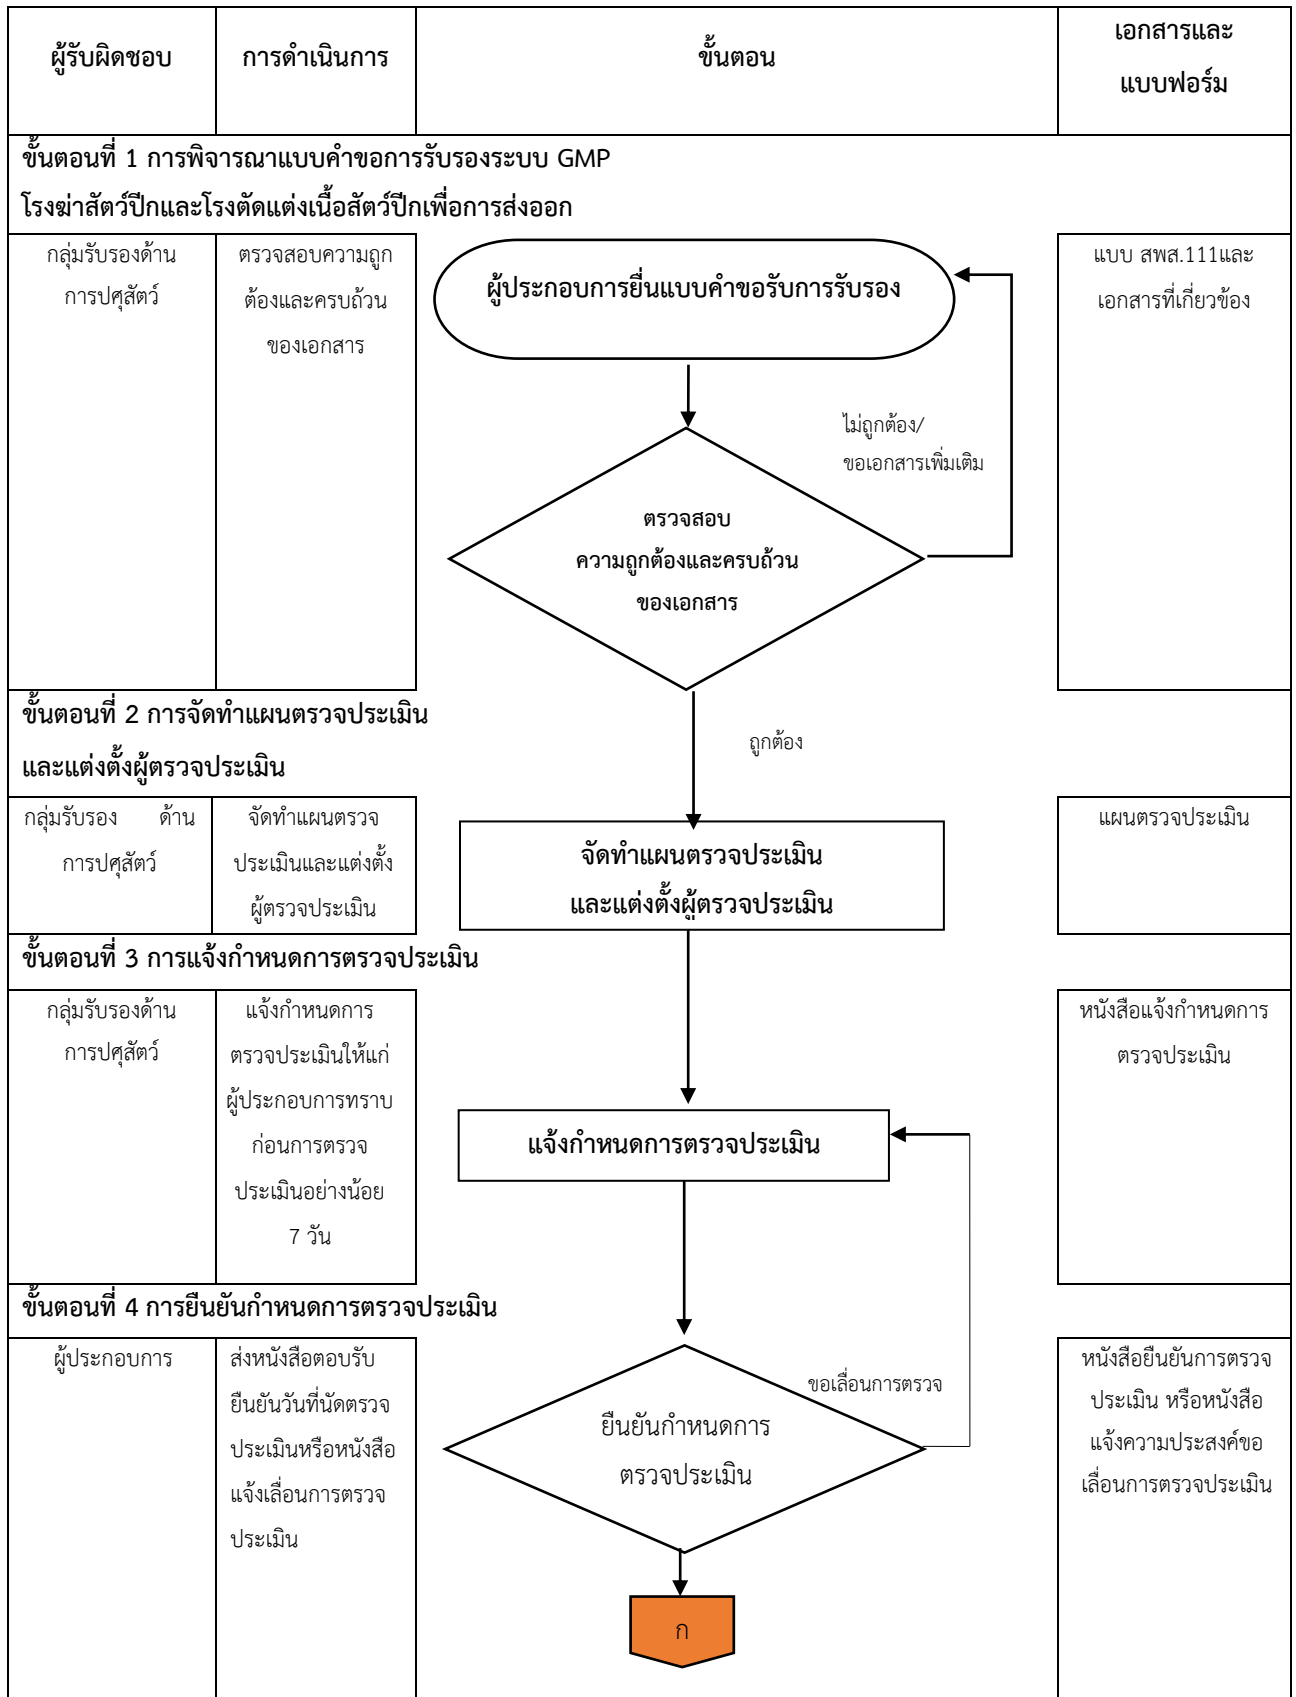 ผู้รับผิดชอบ
การดำเนินการ
ขั้นตอน
เอกสารและ
แบบฟอร์ม
ขั้นตอนที่ 1 การพิจารณาแบบคำขอการรับรองระบบ GMP
โรงฆ่าสัตว์ปีกและโรงตัดแต่งเนื้อสัตว์ปีกเพื่อการส่งออก
กลุ่มรับรองด้าน
การปศุสัตว์
ตรวจสอบความถูก
ต้องและครบถ้วน
ของเอกสาร
ผู้ประกอบการยื่นแบบคำขอรับการรับรอง
ไม่ถูกต้อง/
ขอเอกสารเพิ่มเติม
ตรวจสอบ
ความถูกต้องและครบถ้วน
ของเอกสาร
แบบ สพส.111และ
เอกสารที่เกี่ยวข้อง
ขั้นตอนที่ 2 การจัดทำแผนตรวจประเมิน
และแต่งตั้งผู้ตรวจประเมิน
ถูกต้อง
กลุ่มรับรอง ด้าน
การปศุสัตว์
จัดทำแผนตรวจ
ประเมินและแต่งตั้ง
ผู้ตรวจประเมิน
จัดทำแผนตรวจประเมิน
และแต่งตั้งผู้ตรวจประเมิน
แผนตรวจประเมิน
ขั้นตอนที่ 3 การแจ้งกำหนดการตรวจประเมิน
กลุ่มรับรองด้าน
การปศุสัตว์
แจ้งกำหนดการ
ตรวจประเมินให้แก่
ผู้ประกอบการทราบ
ก่อนการตรวจ
ประเมินอย่างน้อย
7 วัน
แจ้งกำหนดการตรวจประเมิน
หนังสือแจ้งกำหนดการ
ตรวจประเมิน
ขั้นตอนที่ 4 การยืนยันกำหนดการตรวจประเมิน
ผู้ประกอบการ
ส่งหนังสือตอบรับ
ยืนยันวันที่นัดตรวจ
ประเมินหรือหนังสือ
แจ้งเลื่อนการตรวจ
ประเมิน
ขอเลื่อนการตรวจ
ยืนยันกำหนดการ
ตรวจประเมิน
ก
หนังสือยืนยันการตรวจ
ประเมิน หรือหนังสือ
แจ้งความประสงค์ขอ
เลื่อนการตรวจประเมิน